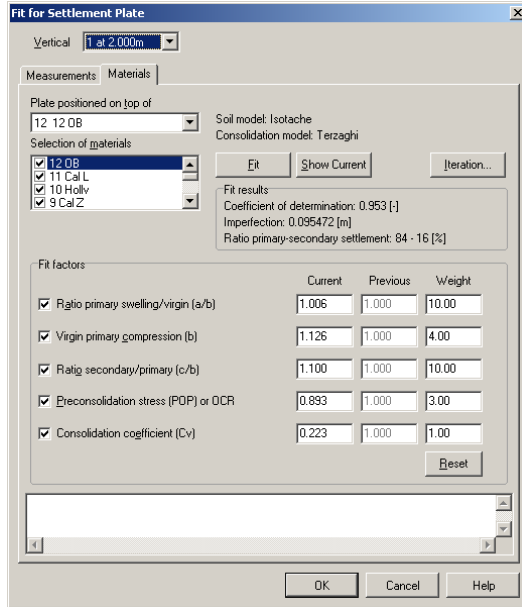 Fit for Settlement Plate
Vertical 1 at 2.000m
Measurements Materials
Plate positioned on top of
12 12 OB
Selection of materials
12 OB
11 Cal L
10 Hollv
9 Cal Z
Soil model: Isotache
Consolidation model: Terzaghi
Fit Show Current Iteration...
Fit results
Coefficient of determination: 0.953 [-]
Imperfection: 0.095472 [m]
Ratio primary-secondary settlement: 84 - 16 [%]
Fit factors
Current Previous Weight
Ratio primary swelling/virgin (a/b) 1.006 1.000 10.00
Virgin primary compression (b) 1.126 1.000 4.00
Ratio secondary/primary (c/b) 1.100 1.000 10.00
Preconsolidation stress (POP) or OCR 0.893 1.000 3.00
Consolidation coefficient (Cv) 0.223 1.000 1.00
Reset
OK Cancel Help